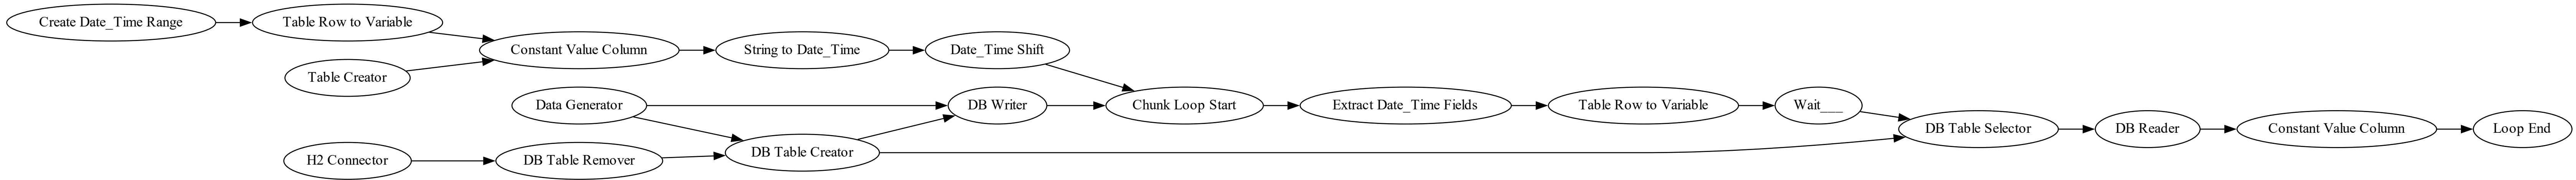 Create Date_Time Range
Table Row to Variable
Table Creator
Constant Value Column
String to Date_Time
Date_Time Shift
Data Generator
DB Writer
Chunk Loop Start
Extract Date_Time Fields
Table Row to Variable
Wait___
H2 Connector
DB Table Remover
DB Table Creator
DB Table Selector
DB Reader
Constant Value Column
Loop End